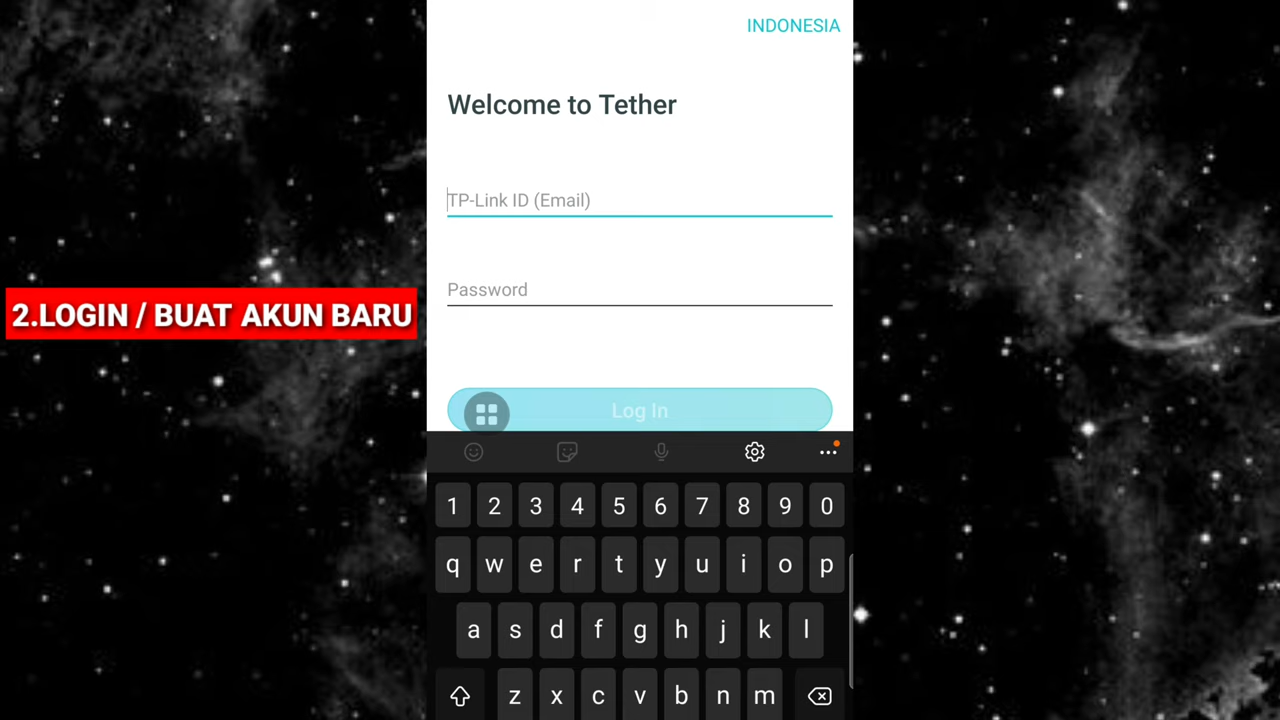 INDONESIA
Welcome to Tether
TP-Link ID (Email)
2.LOGIN / BUAT AKUN BARU
Password
Log In
1 2 3 4 5 6 7 8 9 0
q w e r t y u i o p
a s d f g h j k l
z x c v b n m